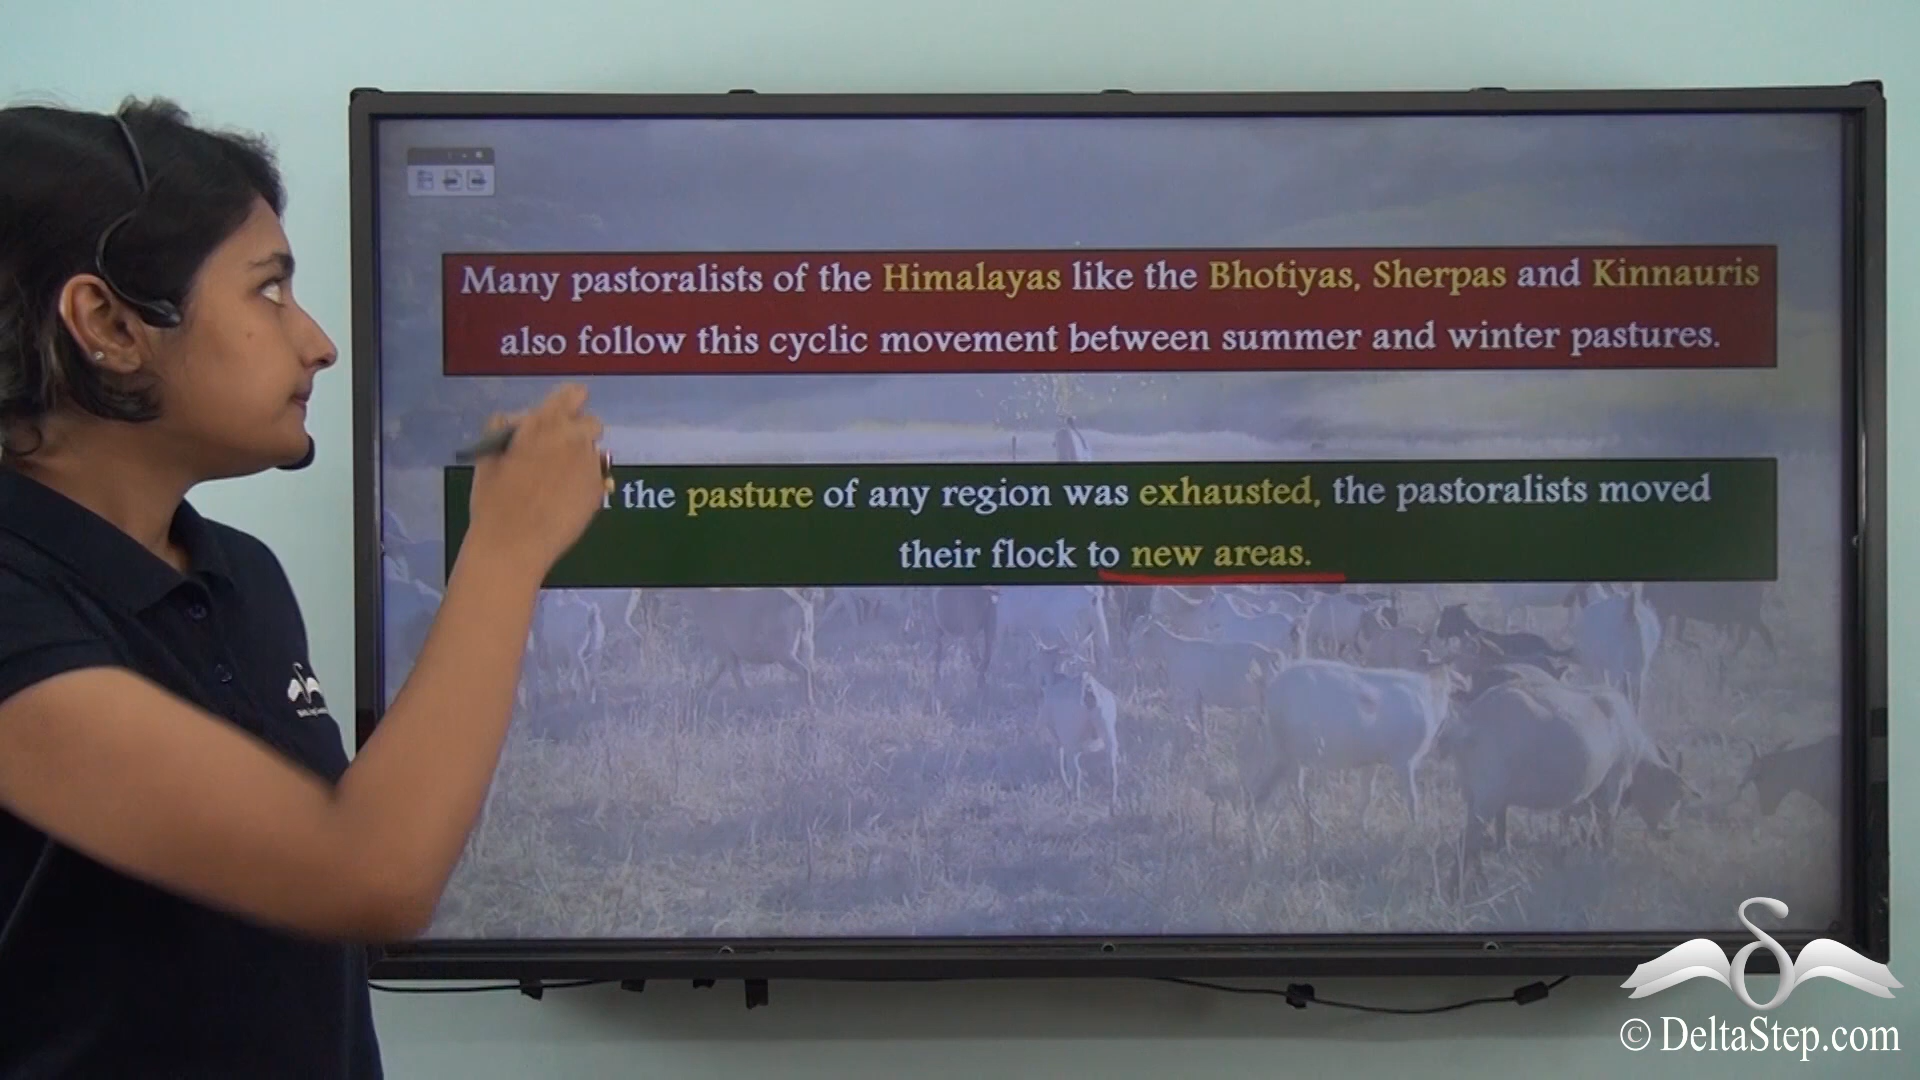 Many pastoralists of the Himalayas like the Bhotiyas, Sherpas and Kinnauris
also follow this cyclic movement between summer and winter pastures.
the pasture of any region was exhausted, the pastoralists moved
their flock to new areas.
© DeltaStep.com